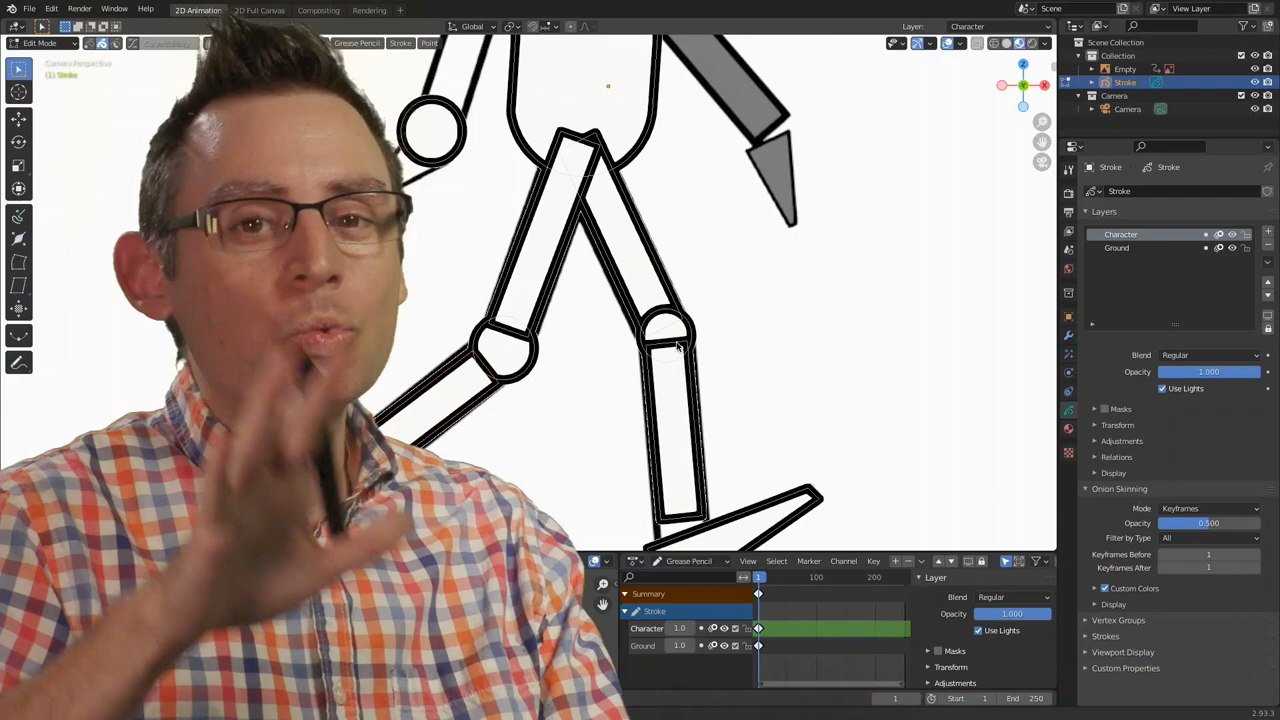 File Edit Render Window Help 2D Animation 2D Full Canvas Compositing Rendering + Scene View Layer
Global Layer: Character
Edit Mode Grease Pencil Stroke Point
(1) Stroke
Z
Y
X
Scene Collection
Collection
Empty
Stroke
Camera
Camera
Stroke Stroke
Stroke
Layers
Character
Ground
Blend Regular
Opacity 1.000
Use Lights
Masks
Transform
Adjustments
Relations
Display
Onion Skinning
Mode Keyframes
Opacity 0.500
Filter by Type All
Keyframes Before 1
Keyframes After 1
Custom Colors
Display
Vertex Groups
Strokes
Viewport Display
Custom Properties
Grease Pencil View Select Marker Channel Key
1 100 200
Summary
Stroke
Character 1.0
Ground 1.0
Layer
Blend Regular
Opacity 1.000
Use Lights
Masks
Transform
Adjustments
1 Start 1 End 250
2.93.3